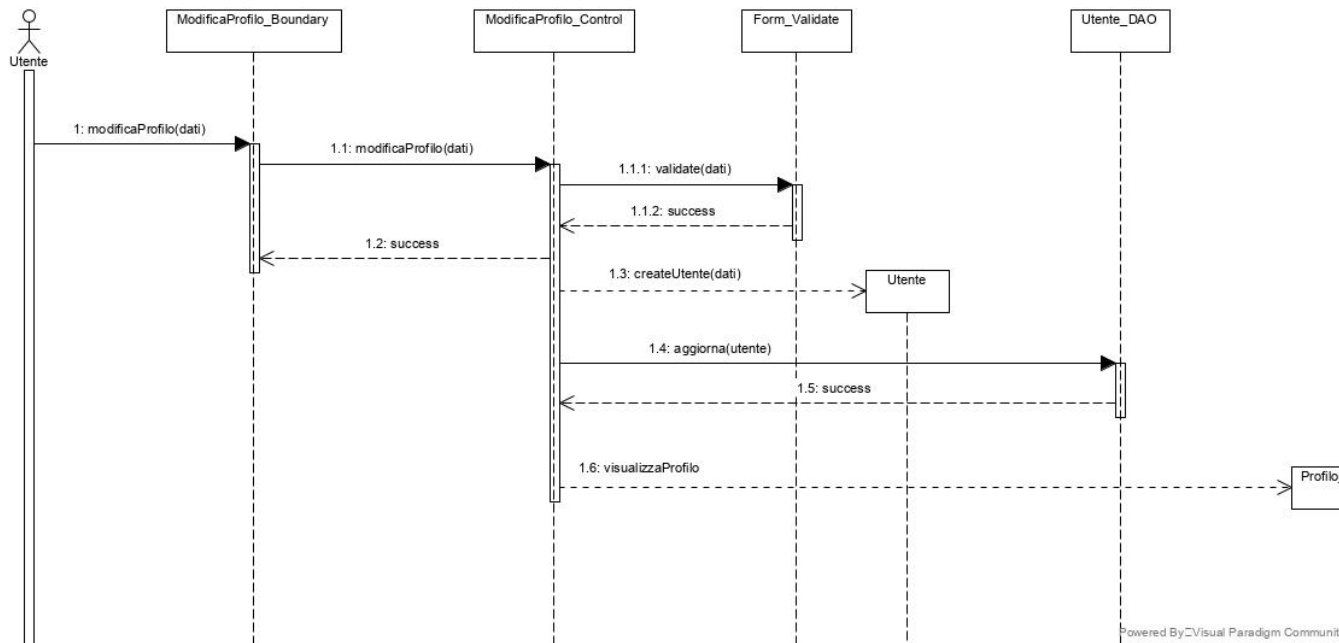 ModificaProfilo_Boundary
ModificaProfilo_Control
Form_Validate
Utente_DAO
Utente
1: modificaProfilo(dati)
1.1: modificaProfilo(dati)
1.1.1: validate(dati)
1.1.2: success
1.2: success
1.3: createUtente(dati)
Utente
1.4: aggiorna(utente)
1.5: success
1.6: visualizzaProfilo
Profilo_
Powered By Visual Paradigm Communit